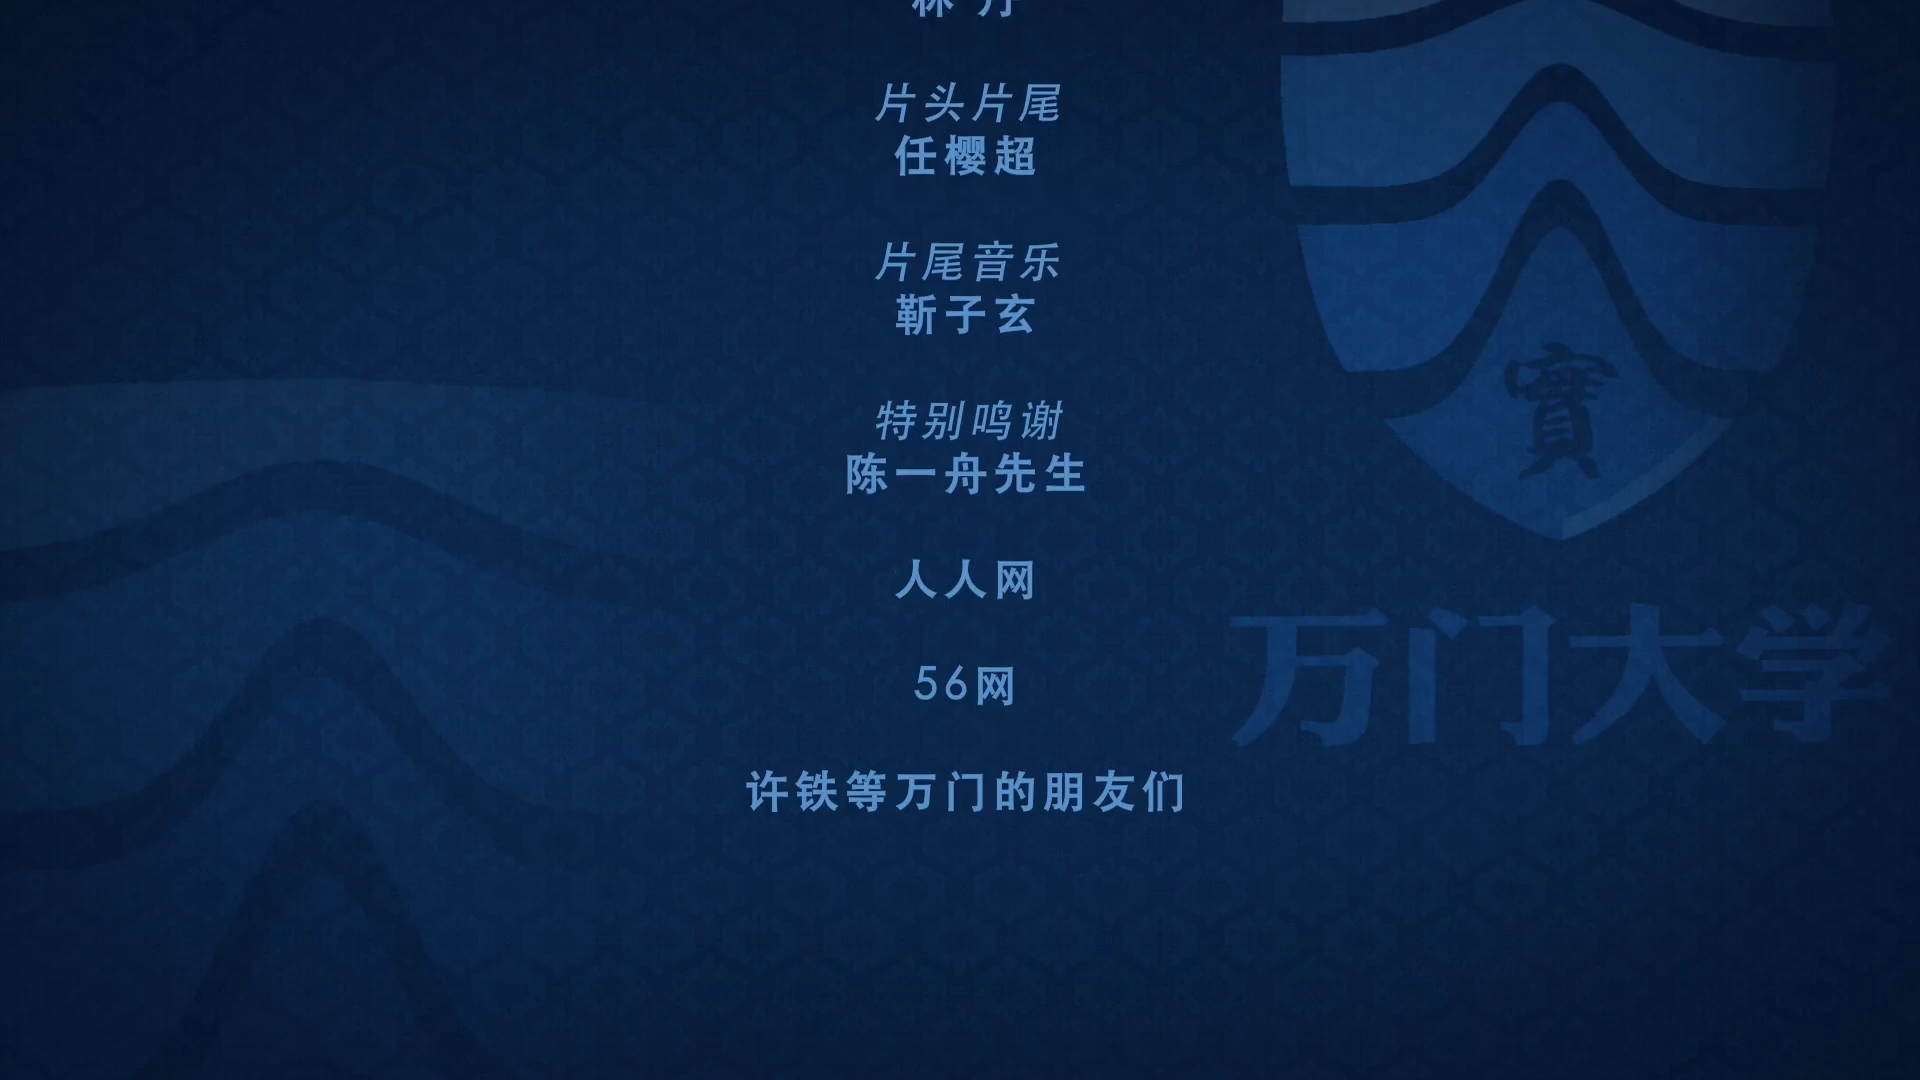 片头片尾
任樱超
片尾音乐
靳子玄
特别鸣谢
陈一舟先生
人人网
56网
许铁等万门的朋友们
實
万门大学